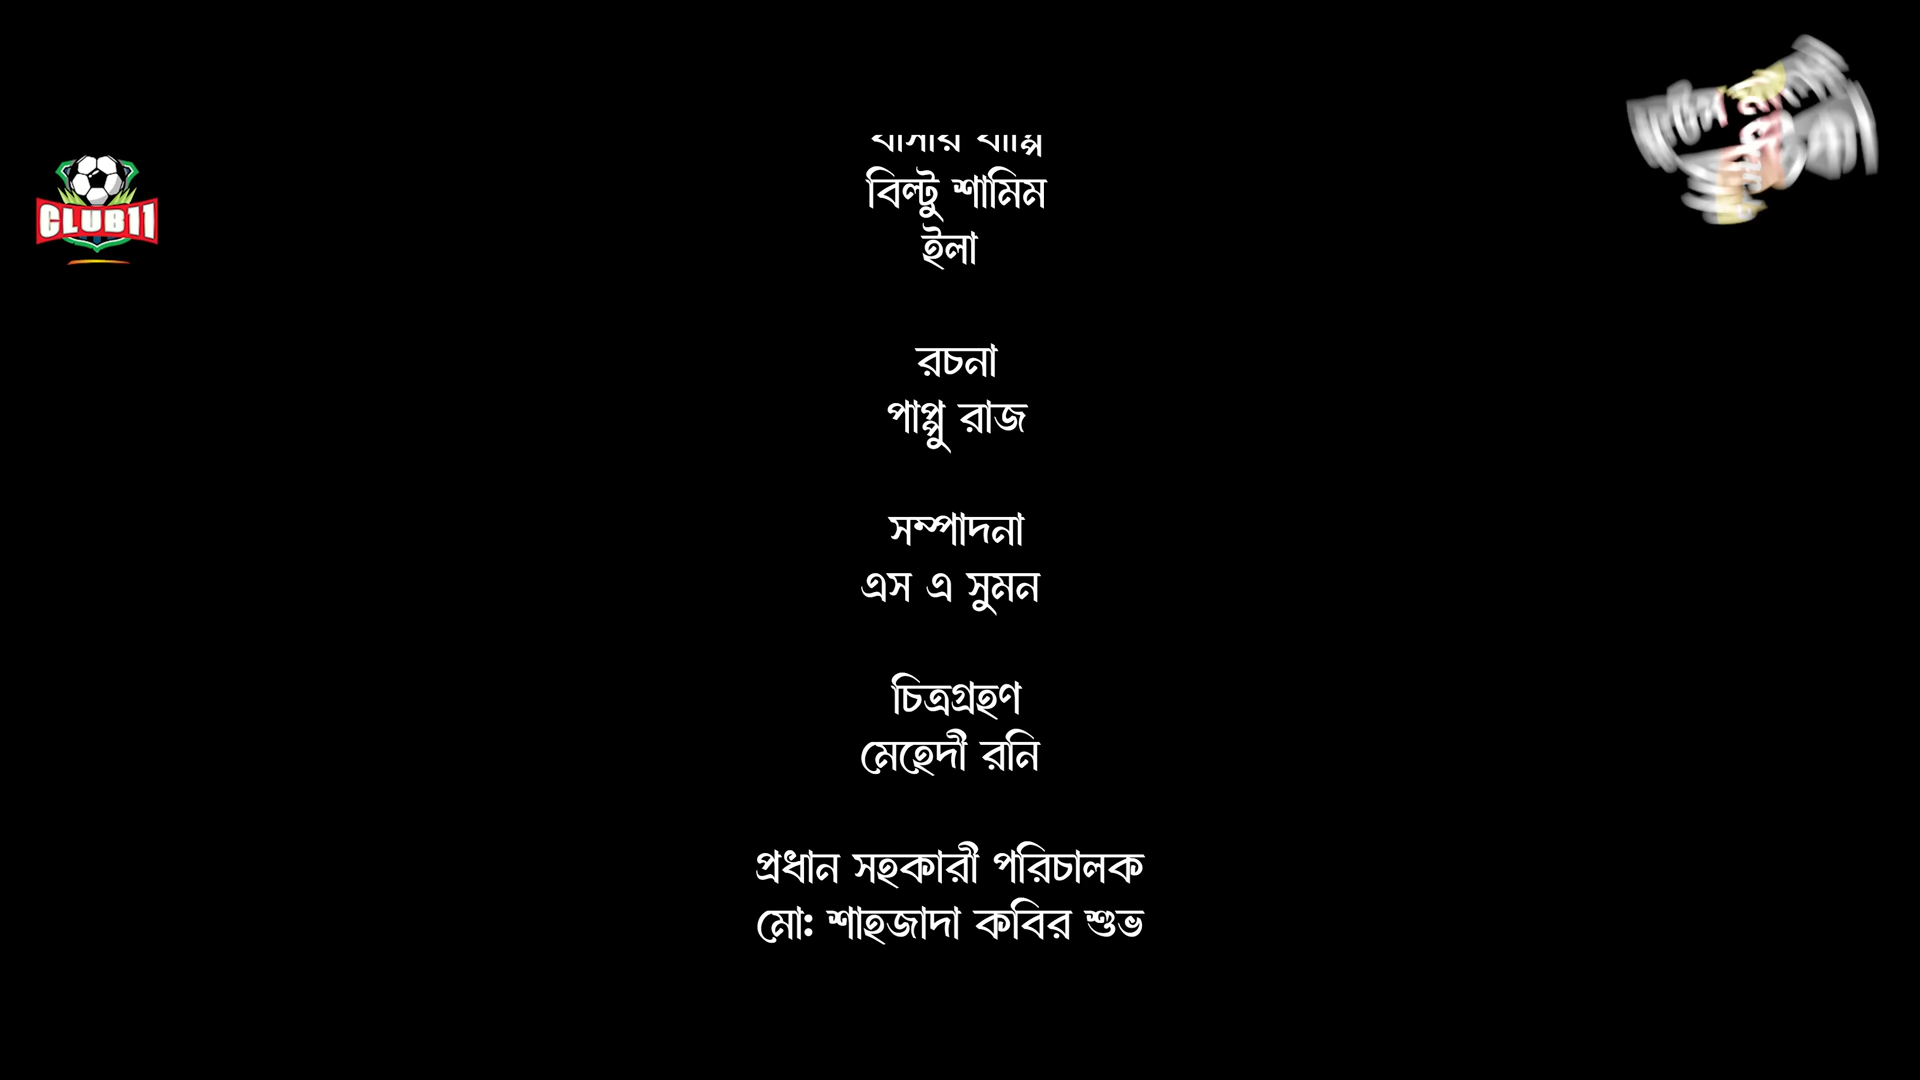 CLUB11
বিল্টু শামিম
ইলা
রচনা
পাপ্পু রাজ
সম্পাদনা
এস এ সুমন
চিত্রগ্রহণ
মেহেদী রনি
প্রধান সহকারী পরিচালক
মো: শাহজাদা কবির শুভ